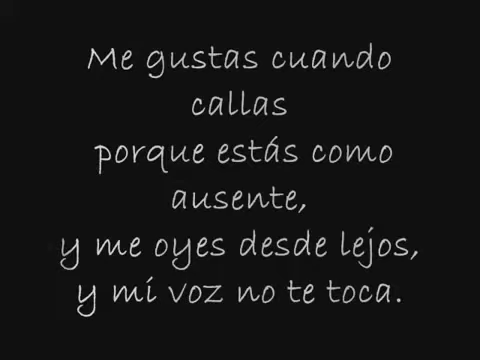 Me gustas cuando
callas
porque estás como
ausente,
y me oyes desde lejos,
y mi voz no te toca.